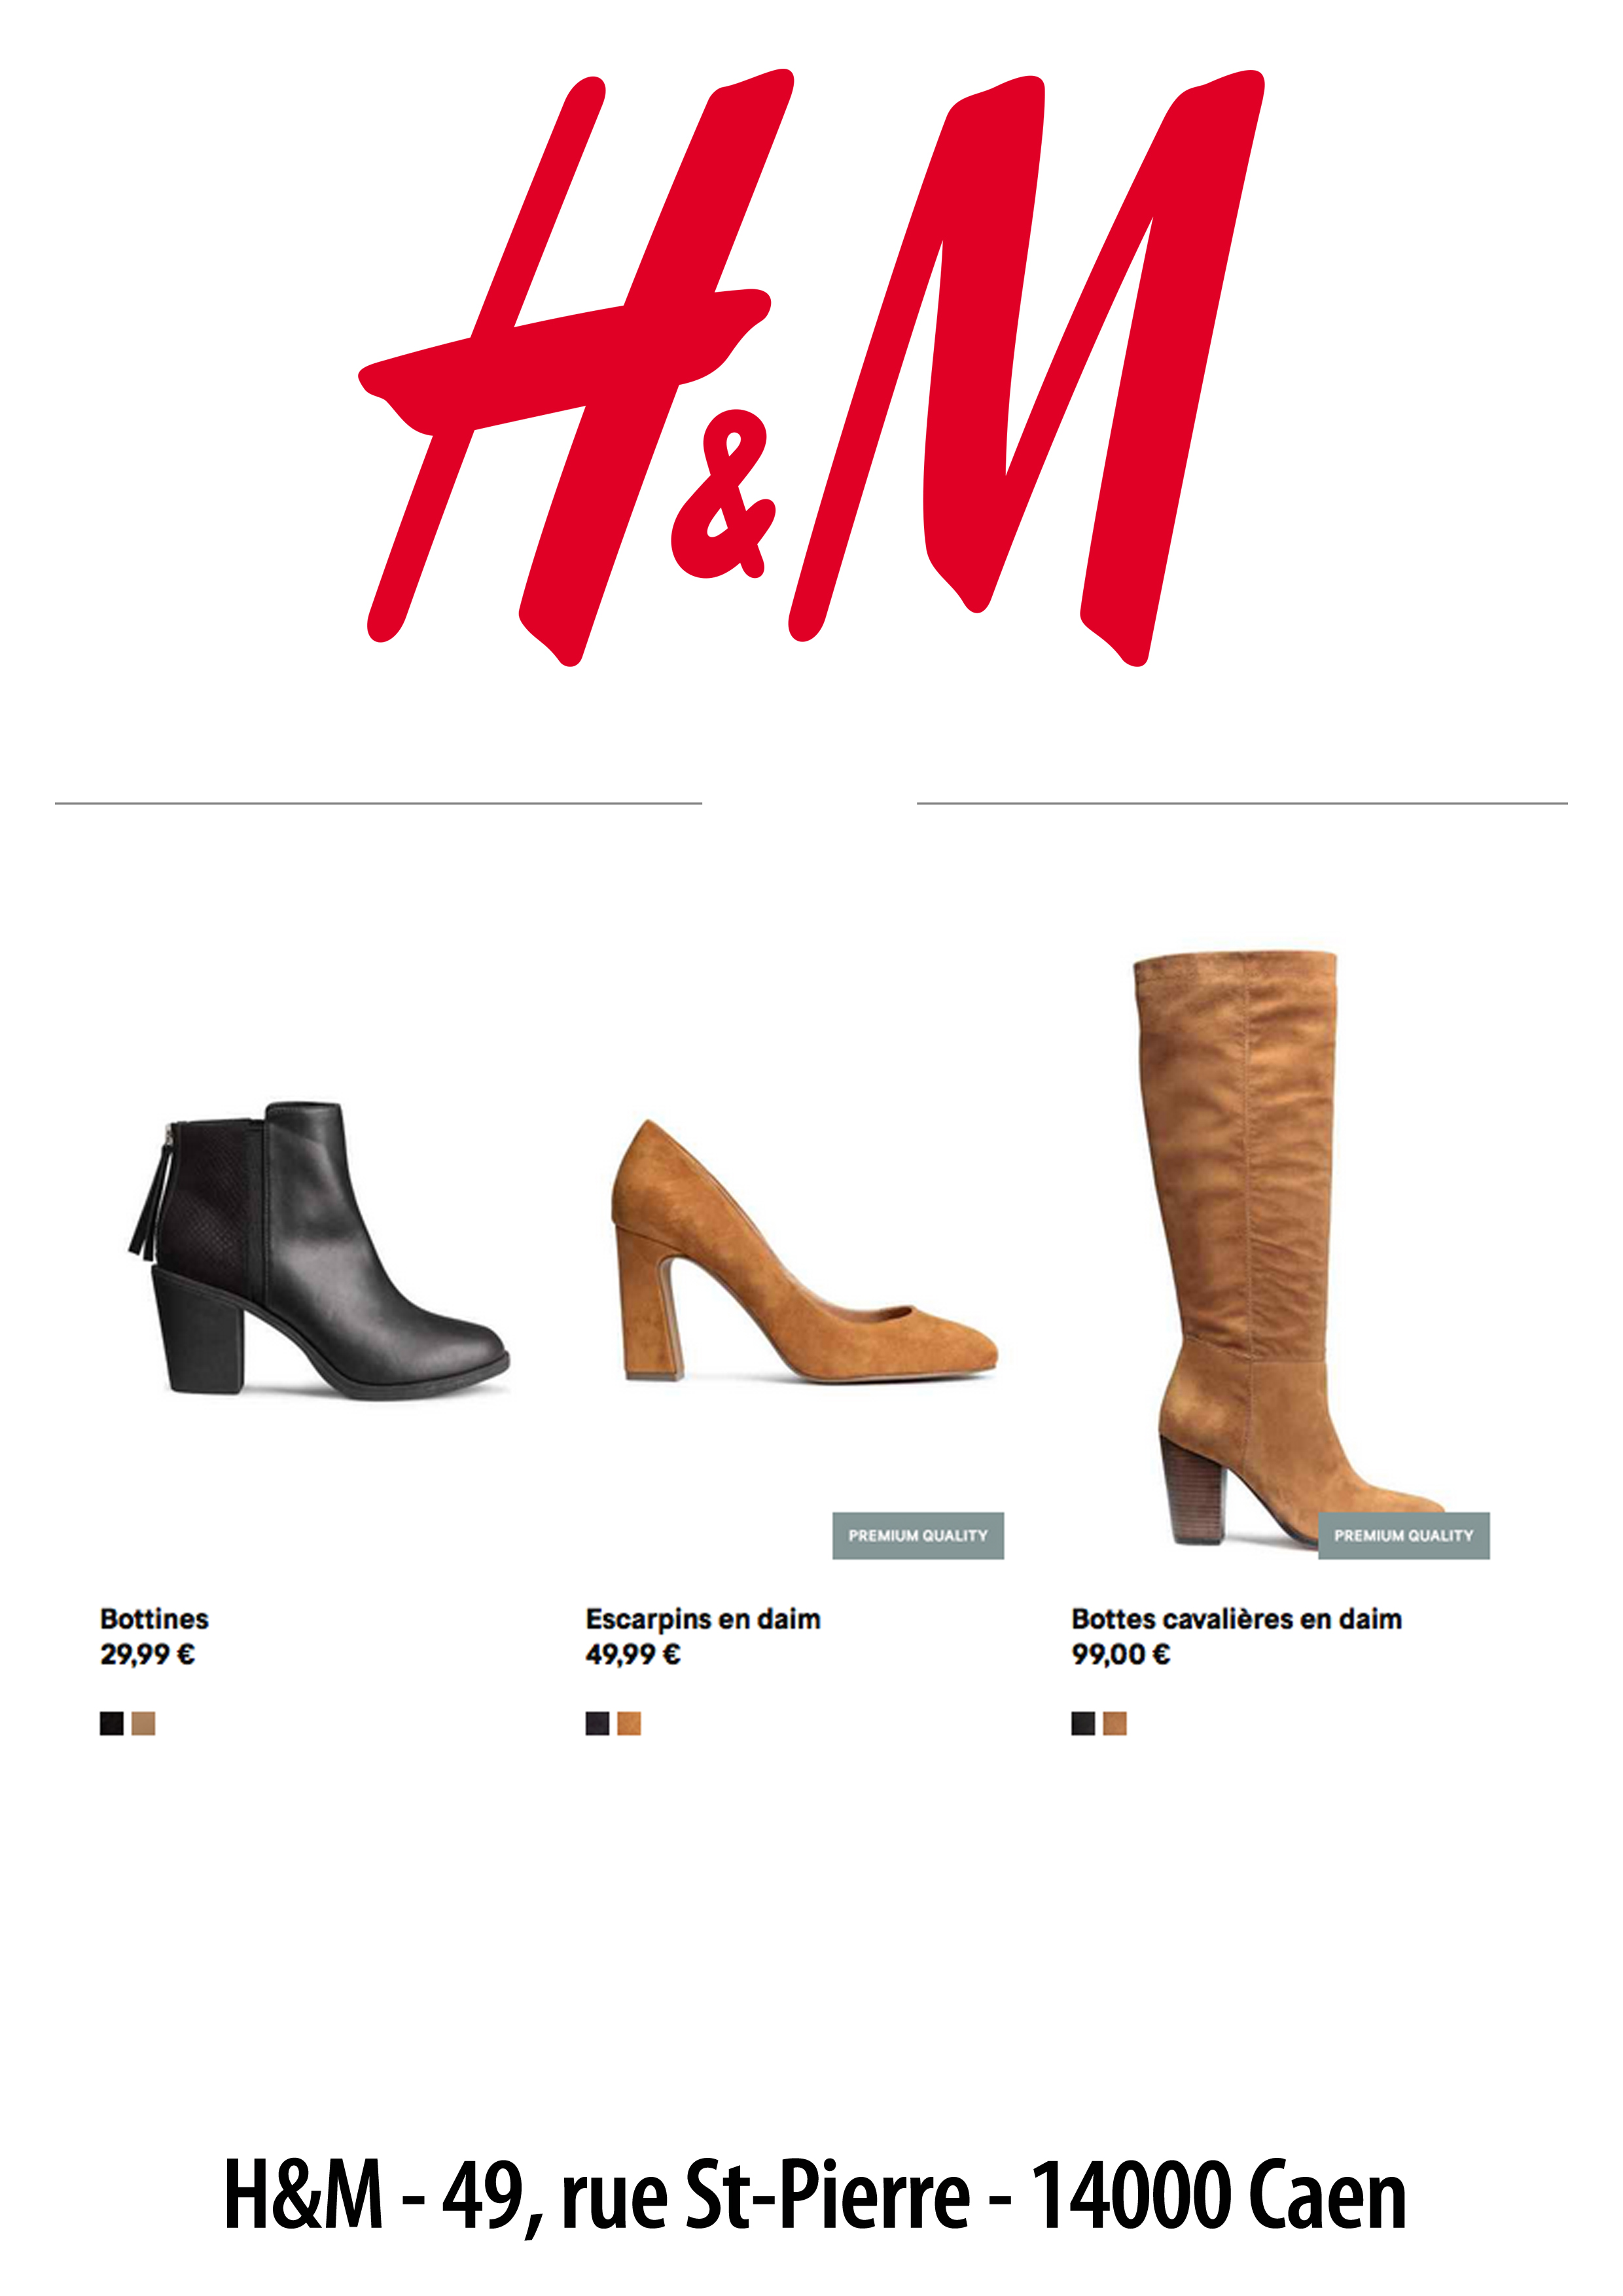 H&M
PREMIUM QUALITY
PREMIUM QUALITY
Bottines
29,99 €
Escarpins en daim
49,99 €
Bottes cavalières en daim
99,00 €
H&M - 49, rue St-Pierre - 14000 Caen